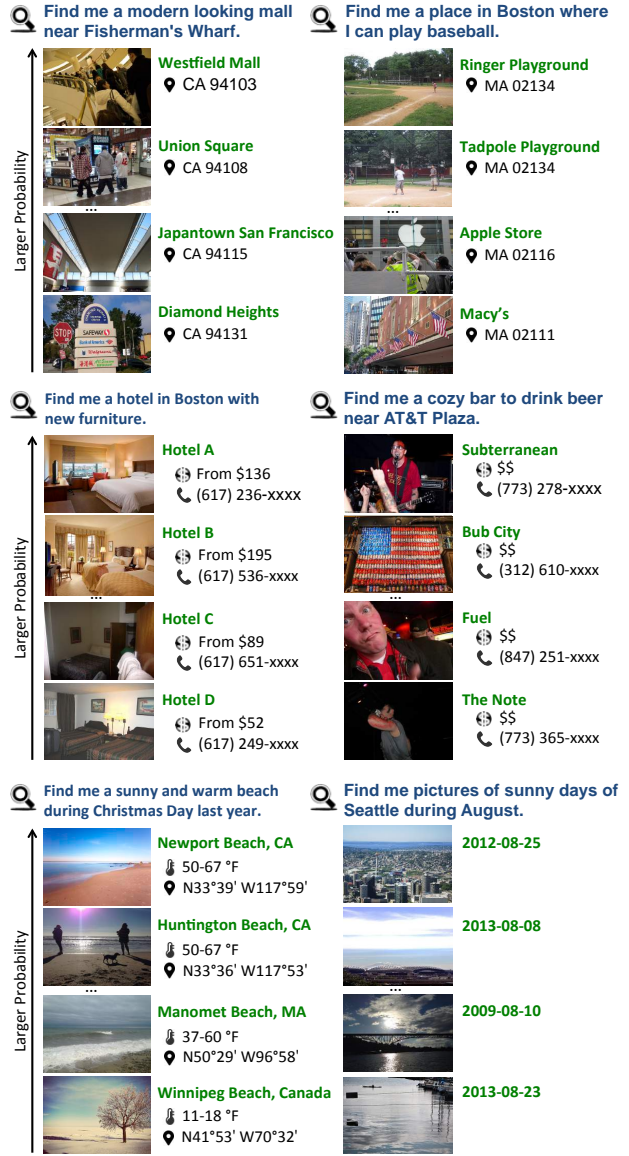 Find me a modern looking mall
near Fisherman's Wharf.
Larger Probability
Westfield Mall
CA 94103
Union Square
CA 94108
...
Japantown San Francisco
CA 94115
Diamond Heights
CA 94131
STOP
SAFEWAY
Bank of America
Walgreens
Find me a place in Boston where
I can play baseball.
Ringer Playground
MA 02134
Tadpole Playground
MA 02134
...
Apple Store
MA 02116
Macy's
MA 02111
Find me a hotel in Boston with
new furniture.
Larger Probability
Hotel A
From $136
(617) 236-xxxx
Hotel B
From $195
(617) 536-xxxx
...
Hotel C
From $89
(617) 651-xxxx
Hotel D
From $52
(617) 249-xxxx
Find me a cozy bar to drink beer
near AT&T Plaza.
Subterranean
$$
(773) 278-xxxx
Bub City
$$
(312) 610-xxxx
...
Fuel
$$
(847) 251-xxxx
The Note
$$
(773) 365-xxxx
Find me a sunny and warm beach
during Christmas Day last year.
Larger Probability
Newport Beach, CA
50-67 °F
N33°39' W117°59'
Huntington Beach, CA
50-67 °F
N33°36' W117°53'
...
Manomet Beach, MA
37-60 °F
N50°29' W96°58'
Winnipeg Beach, Canada
11-18 °F
N41°53' W70°32'
Find me pictures of sunny days of
Seattle during August.
2012-08-25
2013-08-08
...
2009-08-10
2013-08-23